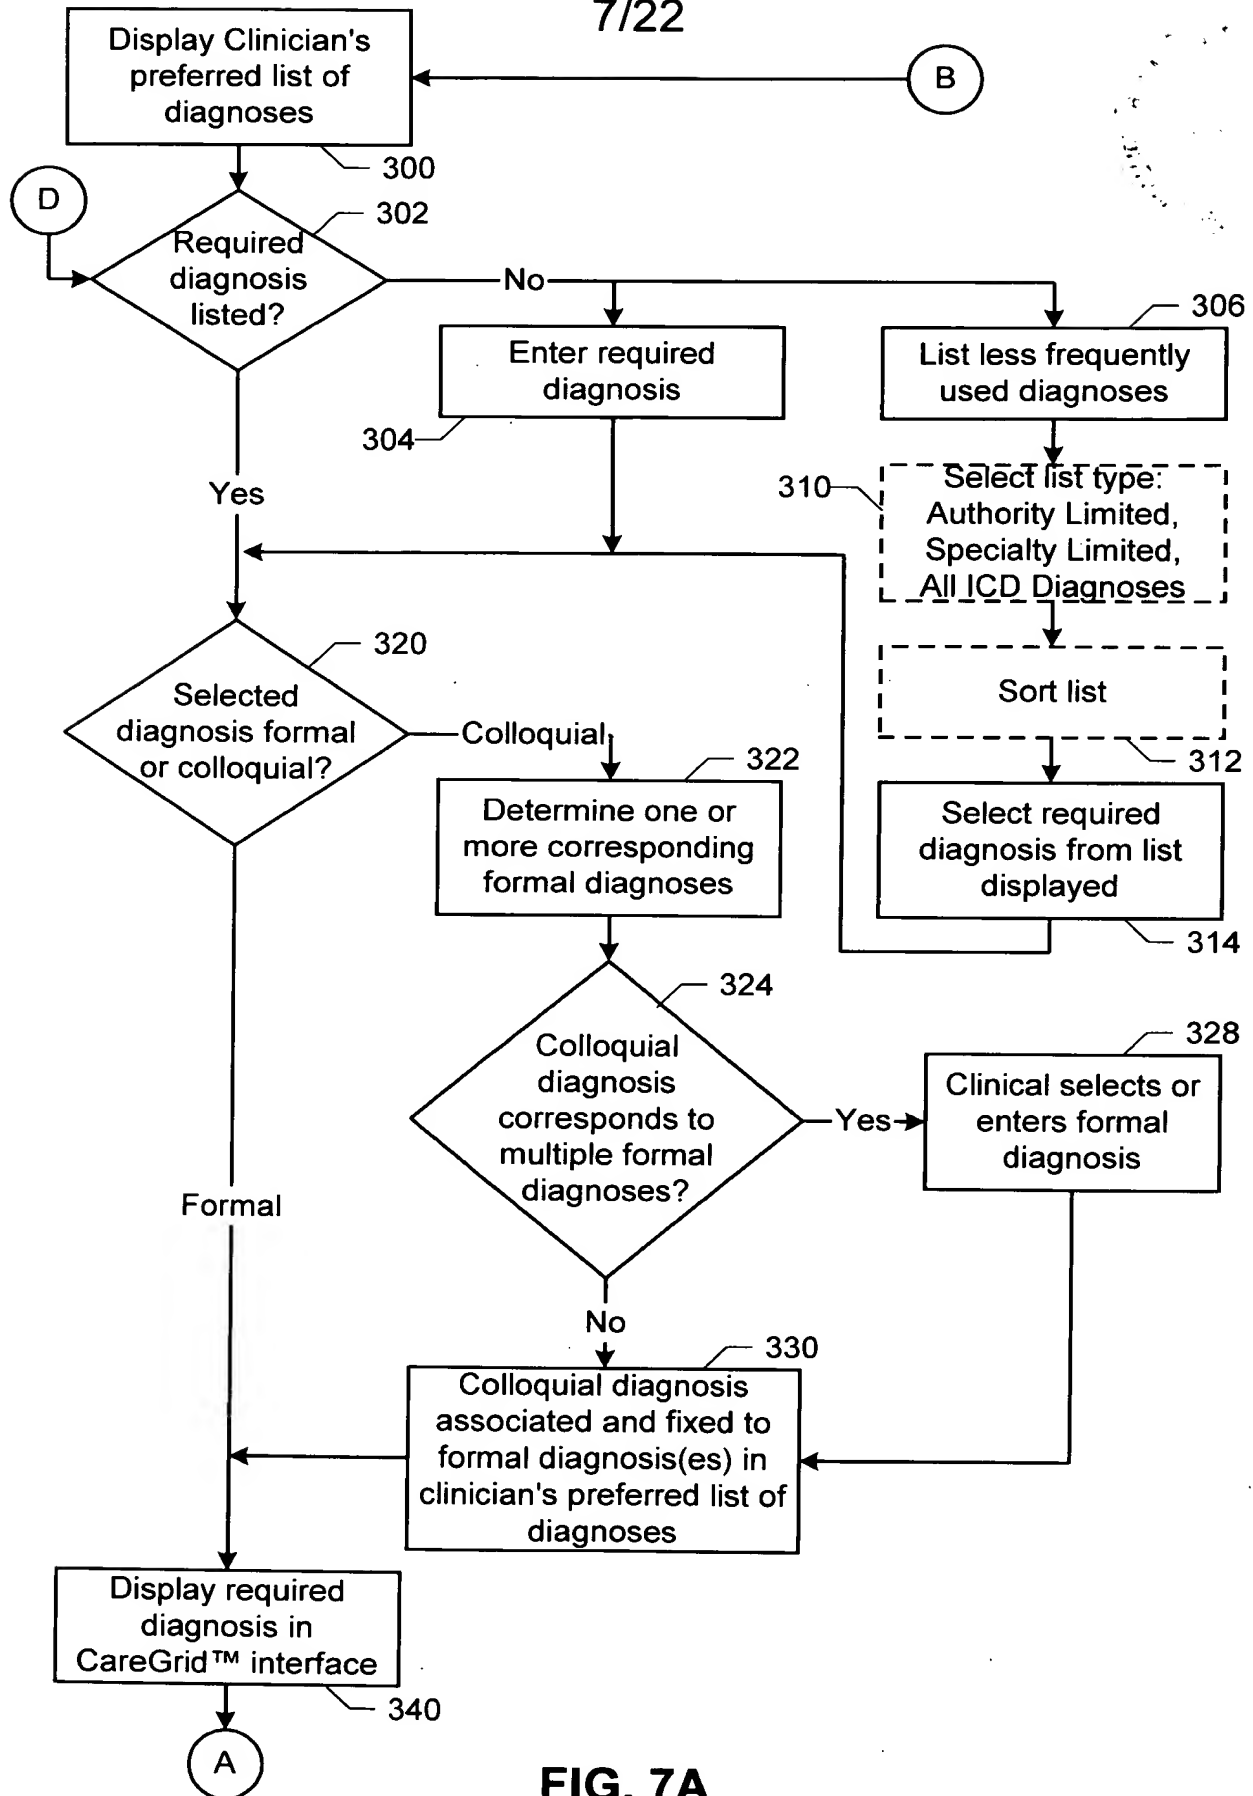 7/22
Display Clinician's
preferred list of
diagnoses
B
300
D
302
Required
diagnosis
listed?
No
306
Enter required
diagnosis
List less frequently
used diagnoses
304
310
Select list type:
Authority Limited,
Specialty Limited,
All ICD Diagnoses
Yes
320
Sort list
312
Selected
diagnosis formal
or colloquial?
Colloquial
322
Determine one or
more corresponding
formal diagnoses
Select required
diagnosis from list
displayed
314
324
Colloquial
diagnosis
corresponds to
multiple formal
diagnoses?
Yes
328
Clinical selects or
enters formal
diagnosis
Formal
No
330
Colloquial diagnosis
associated and fixed to
formal diagnosis(es) in
clinician's preferred list of
diagnoses
Display required
diagnosis in
CareGrid™ interface
340
A
FIG. 7A